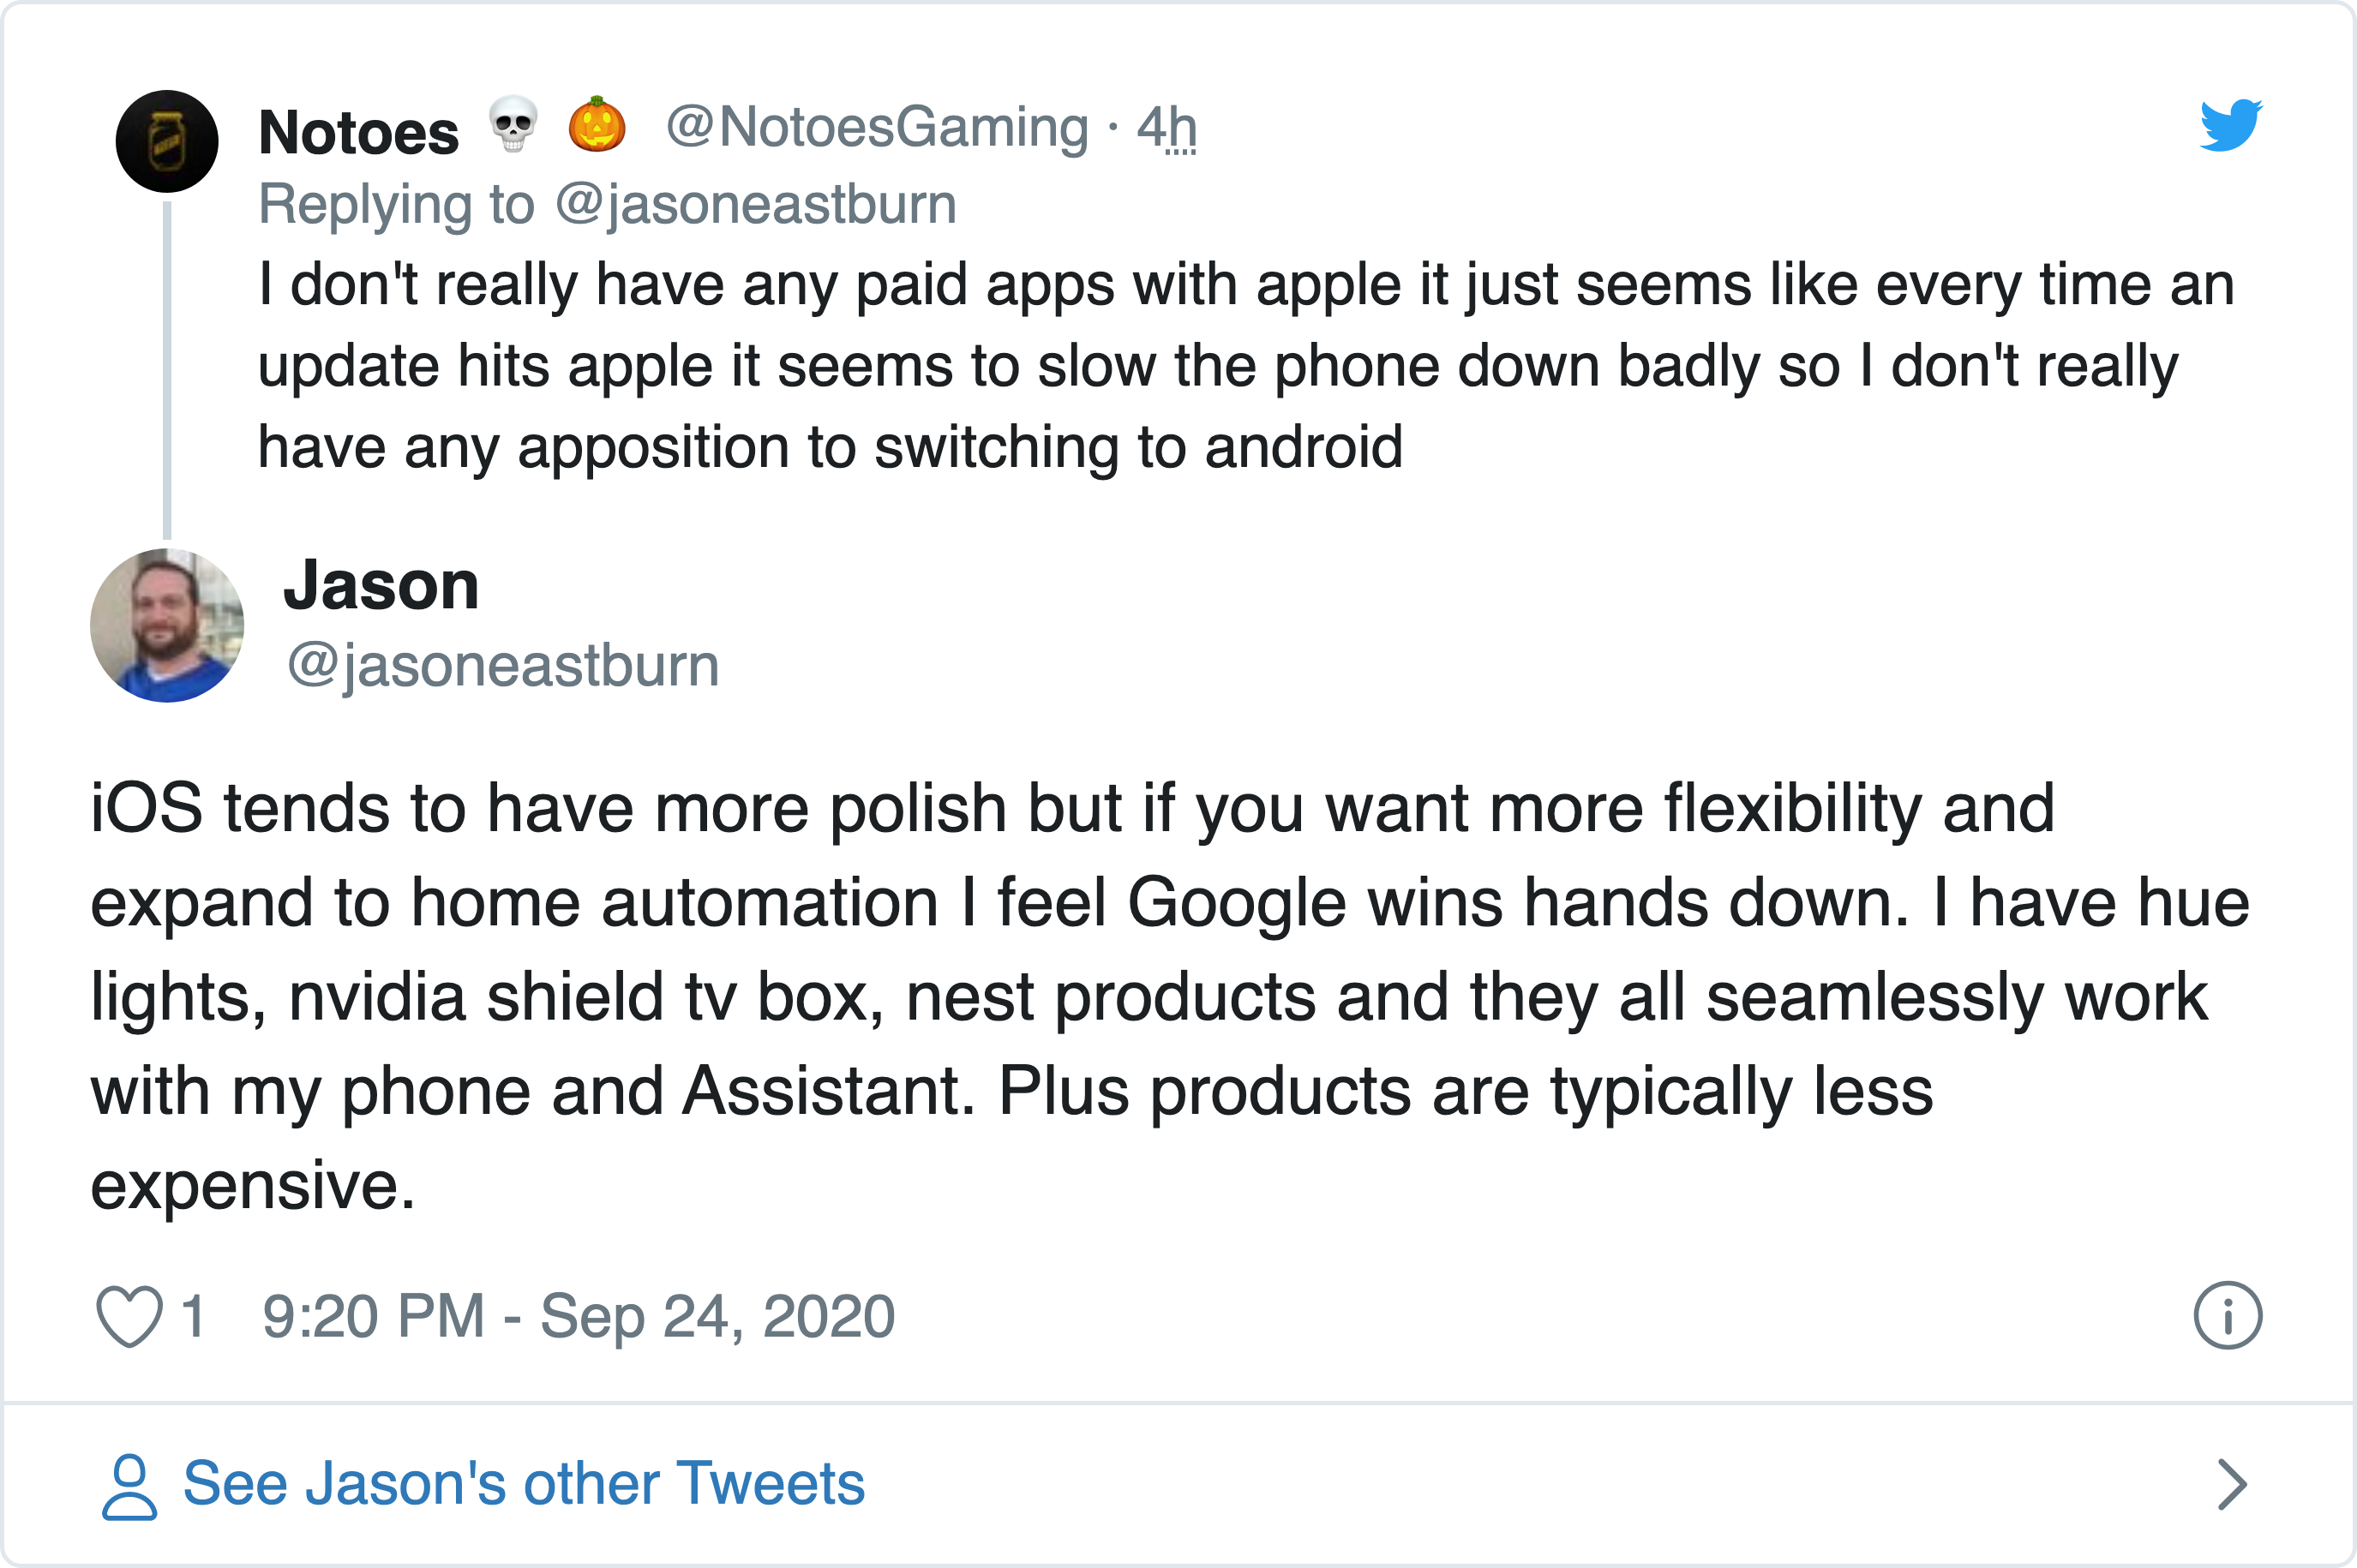 Notoes 💀 🎃 @NotoesGaming · 4h
Replying to @jasoneastburn
I don't really have any paid apps with apple it just seems like every time an
update hits apple it seems to slow the phone down badly so I don't really
have any apposition to switching to android
Jason
@jasoneastburn
iOS tends to have more polish but if you want more flexibility and
expand to home automation I feel Google wins hands down. I have hue
lights, nvidia shield tv box, nest products and they all seamlessly work
with my phone and Assistant. Plus products are typically less
expensive.
1 9:20 PM - Sep 24, 2020
See Jason's other Tweets